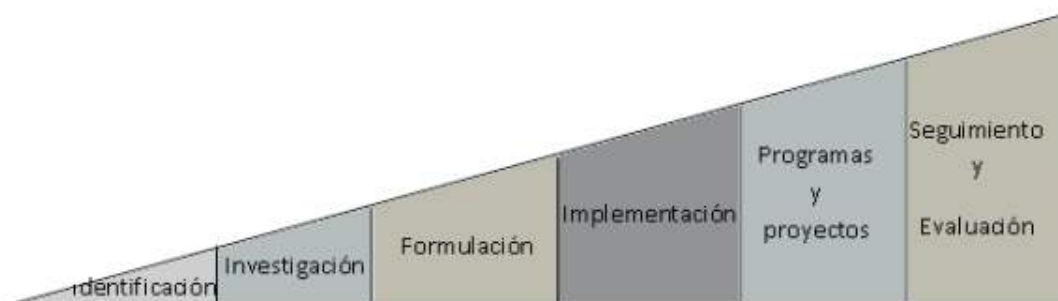 Identificación
Investigación
Formulación
Implementación
Programas
y
proyectos
Seguimiento
y
Evaluación